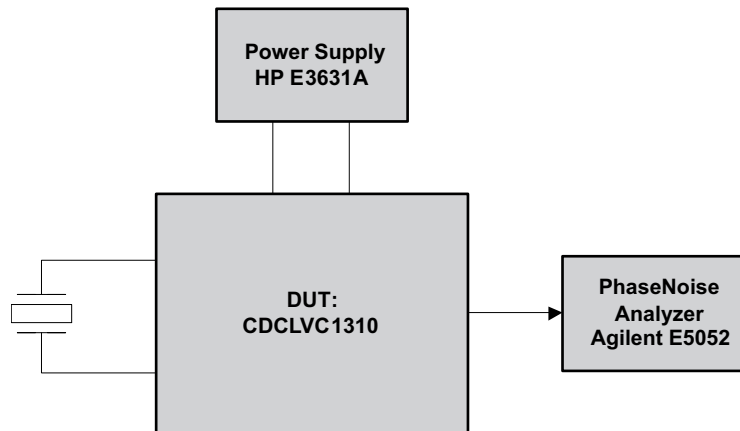 Power Supply
HP E3631A
DUT:
CDCLVC1310
PhaseNoise
Analyzer
Agilent E5052